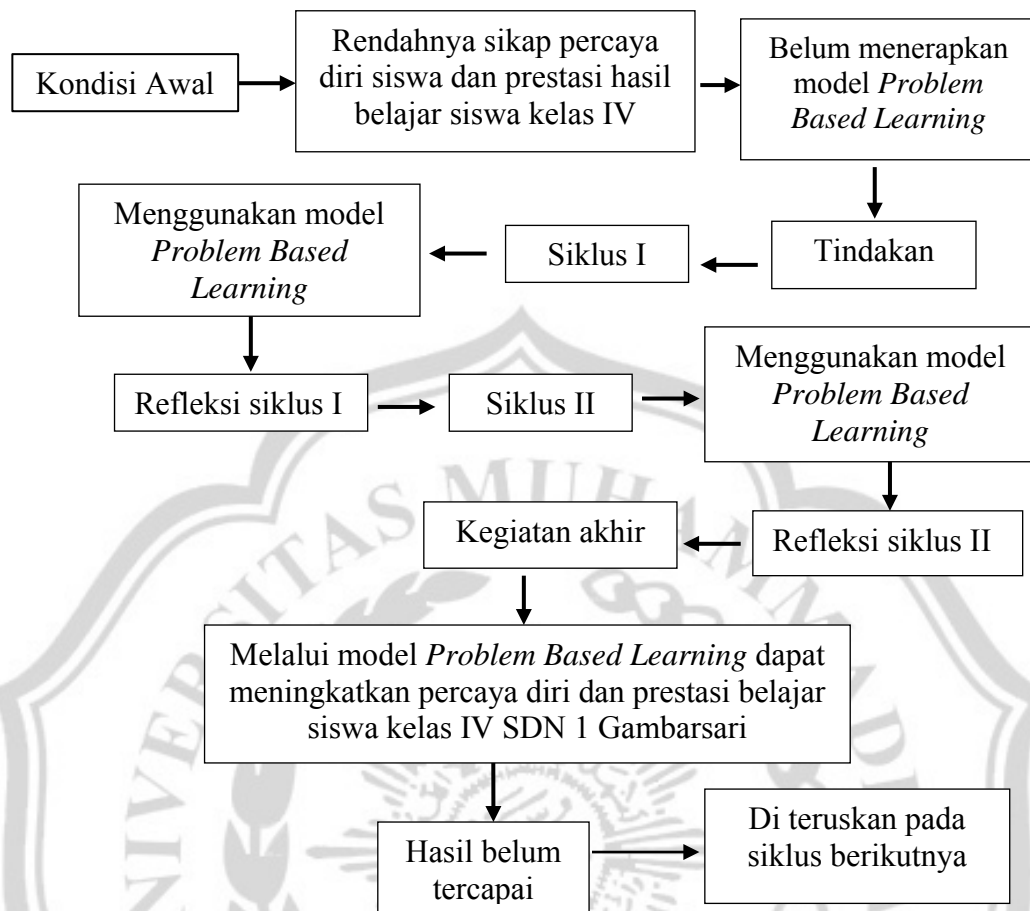 Kondisi Awal
Rendahnya sikap percaya
diri siswa dan prestasi hasil
belajar siswa kelas IV
Belum menerapkan
model Problem
Based Learning
Tindakan
Siklus I
Menggunakan model
Problem Based
Learning
Refleksi siklus I
Siklus II
Menggunakan model
Problem Based
Learning
Refleksi siklus II
Kegiatan akhir
Melalui model Problem Based Learning dapat
meningkatkan percaya diri dan prestasi belajar
siswa kelas IV SDN 1 Gambarsari
Hasil belum
tercapai
Di teruskan pada
siklus berikutnya